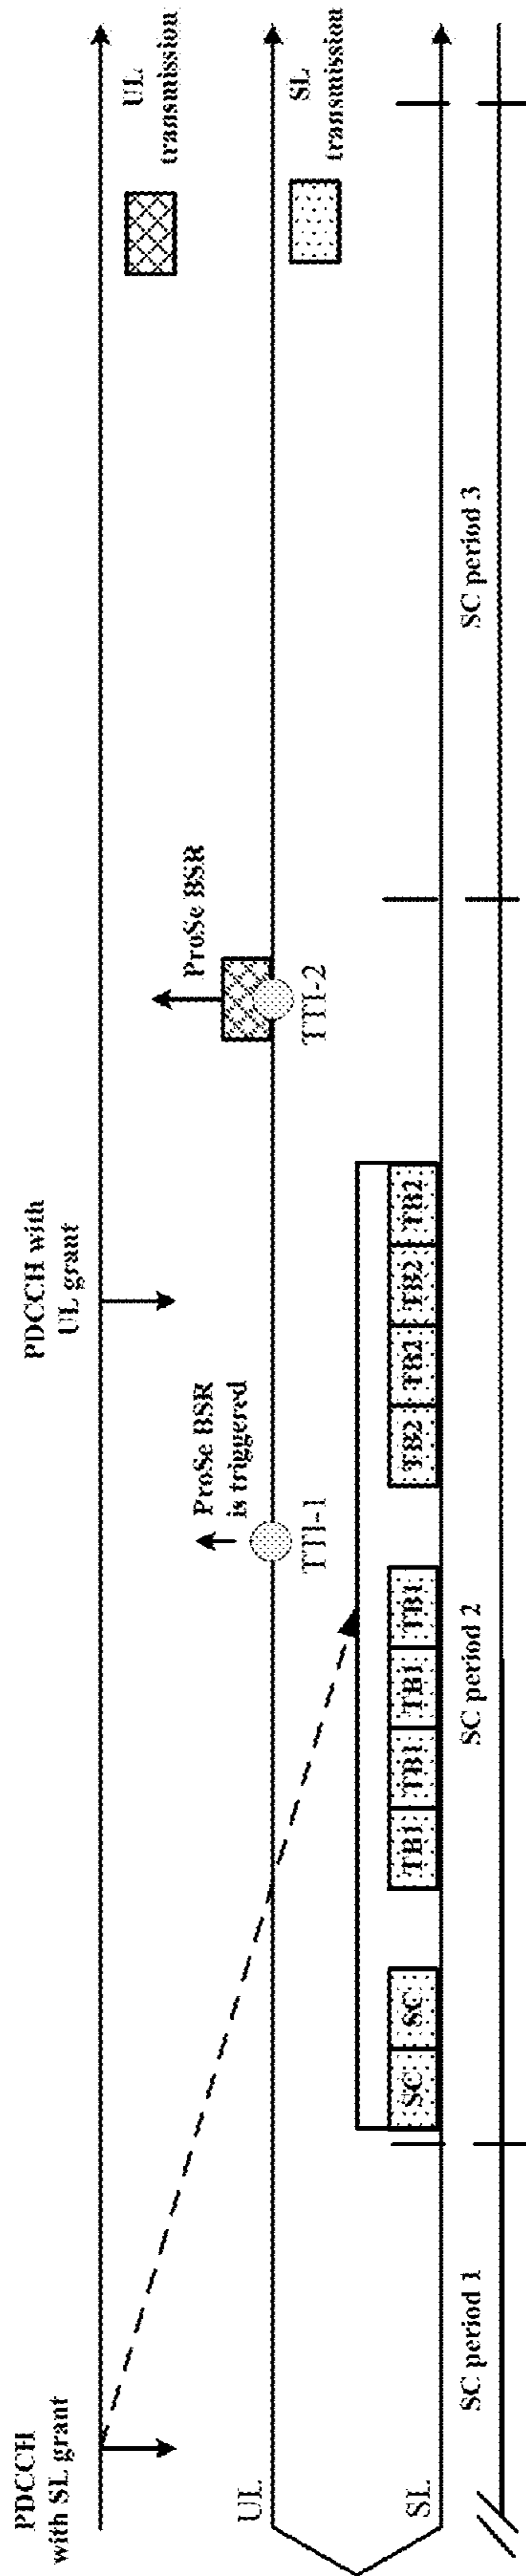 PDCCH
with SL grant
PDCCH with
UL grant
UL
transmission
ProSe BSR
is triggered
ProSe BSR
UL
TTI-1
TTI-2
SL
transmission
SC
SC
TB1
TB1
TB1
TB1
TB2
TB2
TB2
TB2
SL
SC period 1
SC period 2
SC period 3